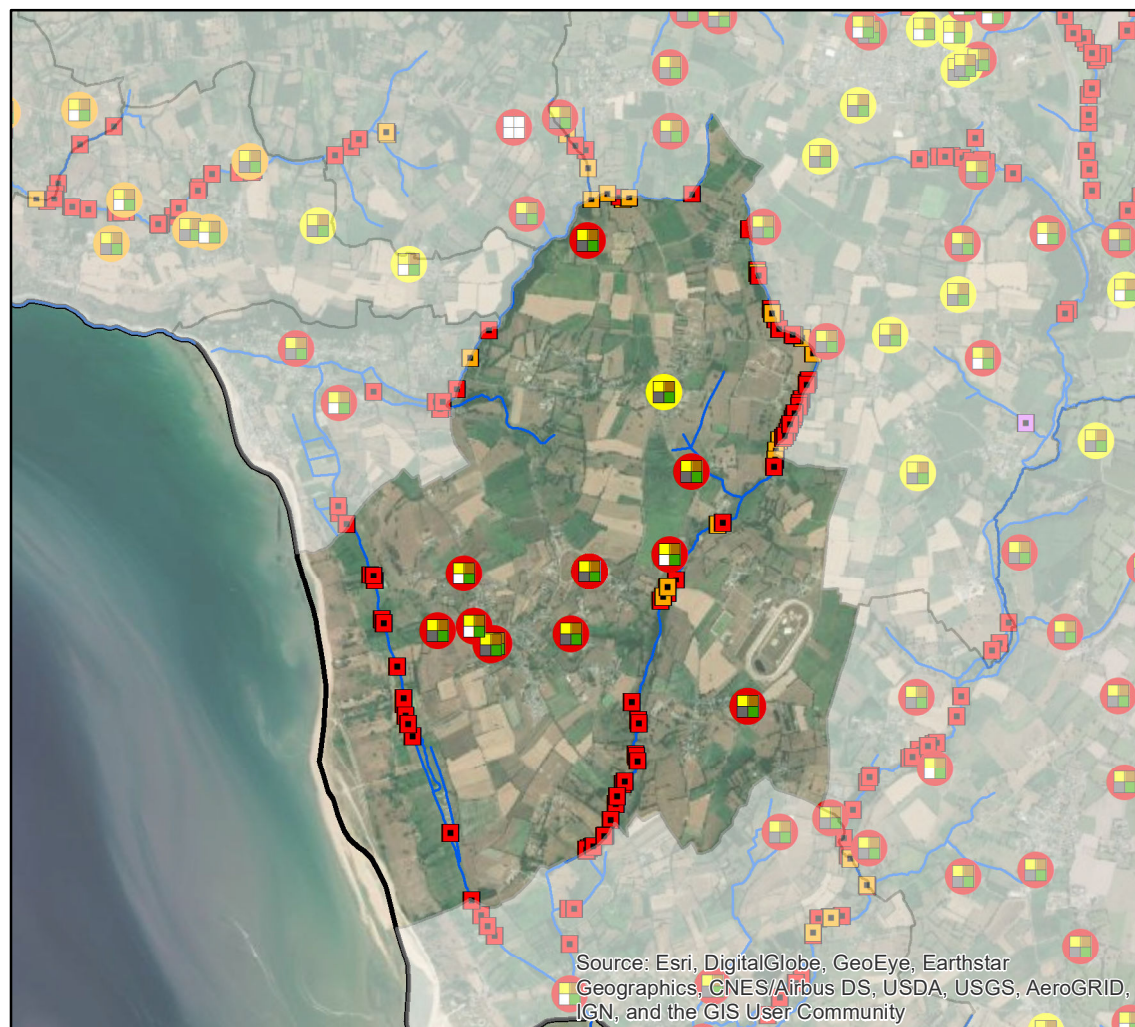 Source: Esri, DigitalGlobe, GeoEye, Earthstar
Geographics, CNES/Airbus DS, USDA, USGS, AeroGRID,
IGN, and the GIS User Community